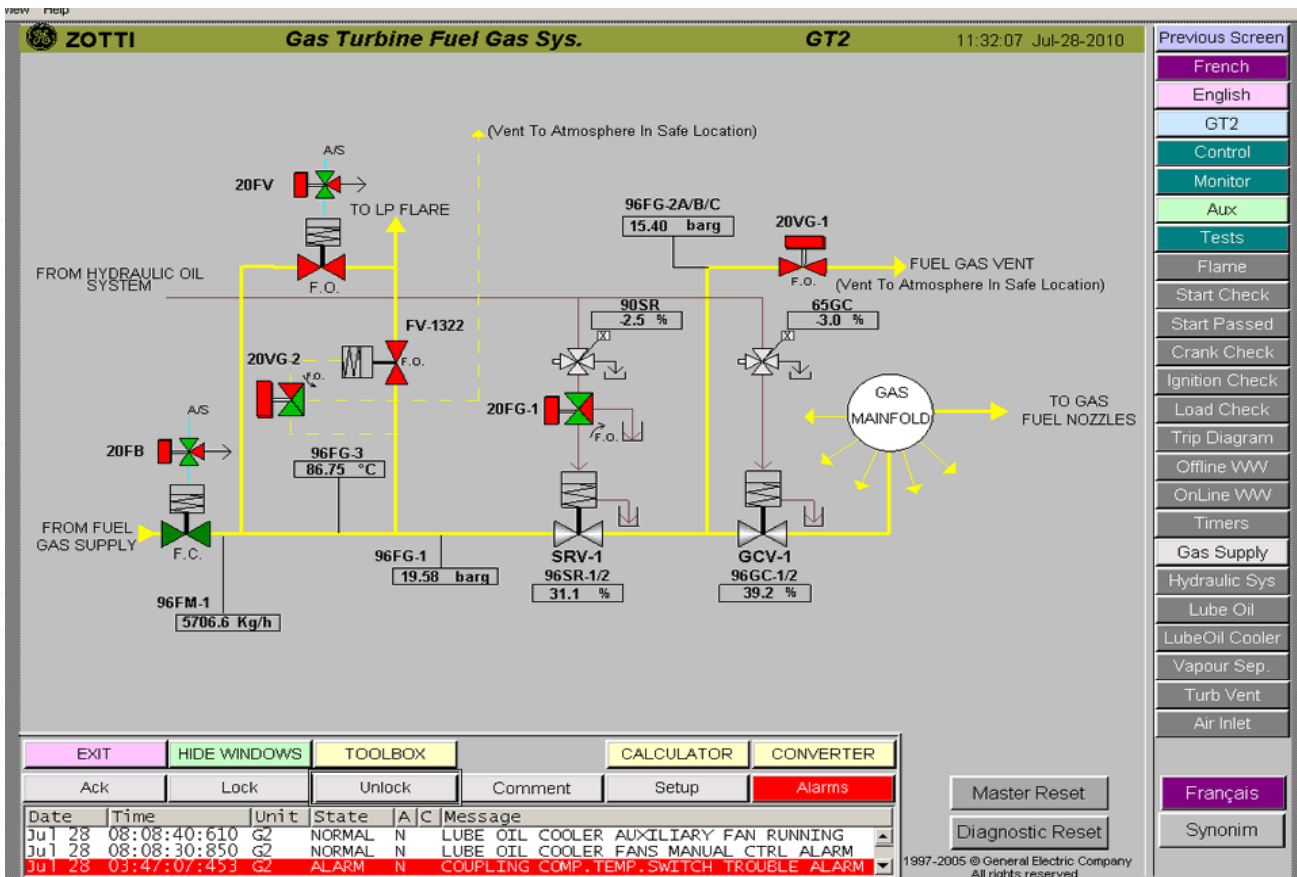 View Help
ZOTTI
Gas Turbine Fuel Gas Sys.
GT2
11:32:07 Jul-28-2010
Previous Screen
French
English
GT2
Control
Monitor
Aux
Tests
Flame
Start Check
Start Passed
Crank Check
Ignition Check
Load Check
Trip Diagram
Offline WW
OnLine WW
Timers
Gas Supply
Hydraulic Sys
Lube Oil
LubeOil Cooler
Vapour Sep.
Turb Vent
Air Inlet
Français
Synonim
(Vent To Atmosphere In Safe Location)
A/S
20FV
TO LP FLARE
96FG-2A/B/C
15.40 barg
20VG-1
FROM HYDRAULIC OIL
SYSTEM
F.O.
FUEL GAS VENT
F.O.
(Vent To Atmosphere In Safe Location)
90SR
-2.5 %
65GC
-3.0 %
FV-1322
X
X
20VG-2
F.O.
F.O.
GAS
MAINFOLD
TO GAS
FUEL NOZZLES
A/S
20FG-1
F.O.
20FB
96FG-3
86.75 °C
FROM FUEL
GAS SUPPLY
F.C.
96FG-1
19.58 barg
SRV-1
96SR-1/2
31.1 %
GCV-1
96GC-1/2
39.2 %
96FM-1
5706.6 Kg/h
EXIT
HIDE WINDOWS
TOOLBOX
CALCULATOR
CONVERTER
Ack
Lock
Unlock
Comment
Setup
Alarms
Date Time Unit State A C Message
Jul 28 08:08:40:610 G2 NORMAL N LUBE OIL COOLER AUXILIARY FAN RUNNING
Jul 28 08:08:30:850 G2 NORMAL N LUBE OIL COOLER FANS MANUAL CTRL ALARM
Jul 28 03:47:07:453 G2 ALARM N COUPLING COMP.TEMP.SWITCH TROUBLE ALARM
Master Reset
Diagnostic Reset
1997-2005 © General Electric Company
All rights reserved